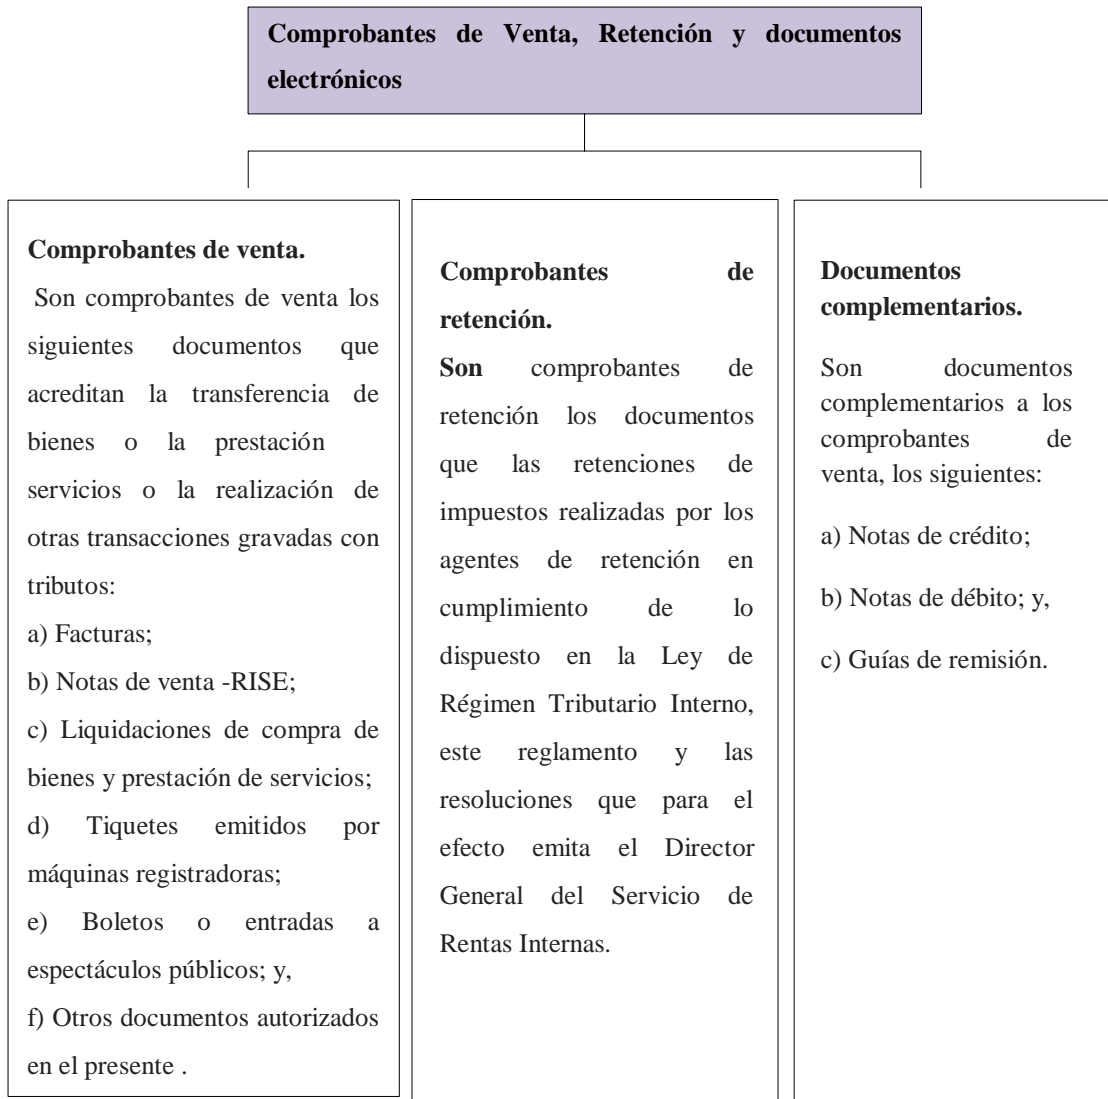 Comprobantes de Venta, Retención y documentos
electrónicos
Comprobantes de venta.
Son comprobantes de venta los
siguientes documentos que
acreditan la transferencia de
bienes o la prestación
servicios o la realización de
otras transacciones gravadas con
tributos:
a) Facturas;
b) Notas de venta -RISE;
c) Liquidaciones de compra de
bienes y prestación de servicios;
d) Tiquetes emitidos por
máquinas registradoras;
e) Boletos o entradas a
espectáculos públicos; y,
f) Otros documentos autorizados
en el presente .
Comprobantes de
retención.
Son comprobantes de
retención los documentos
que las retenciones de
impuestos realizadas por los
agentes de retención en
cumplimiento de lo
dispuesto en la Ley de
Régimen Tributario Interno,
este reglamento y las
resoluciones que para el
efecto emita el Director
General del Servicio de
Rentas Internas.
Documentos
complementarios.
Son documentos
complementarios a los
comprobantes de
venta, los siguientes:
a) Notas de crédito;
b) Notas de débito; y,
c) Guías de remisión.